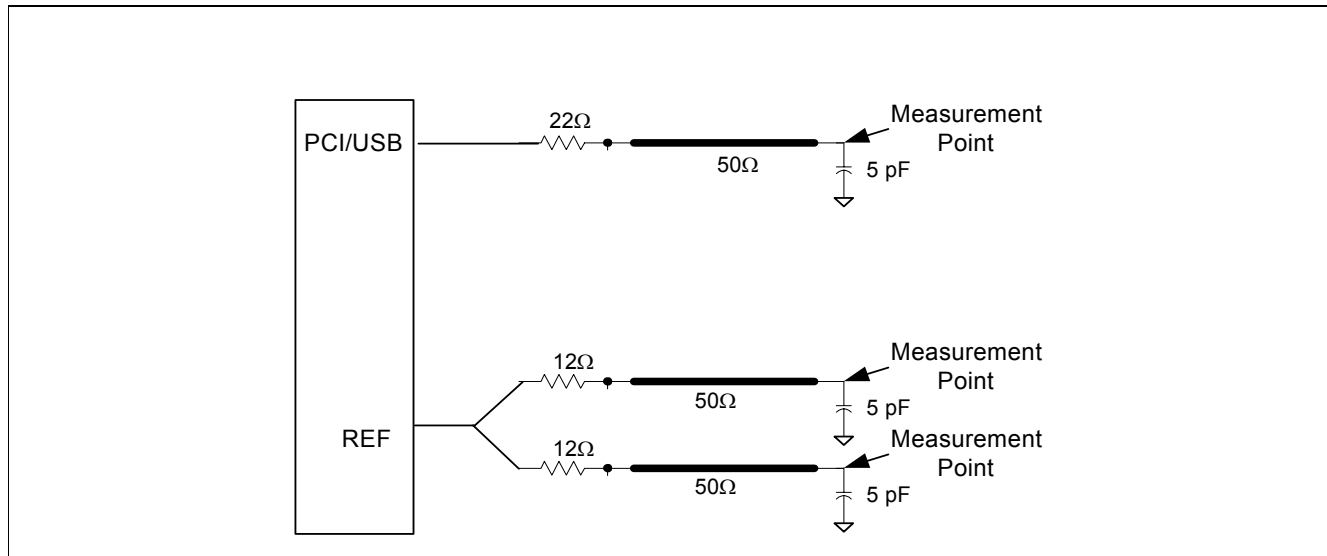 PCI/USB
22Ω
50Ω
Measurement
Point
5 pF
REF
12Ω
50Ω
Measurement
Point
5 pF
12Ω
50Ω
Measurement
Point
5 pF